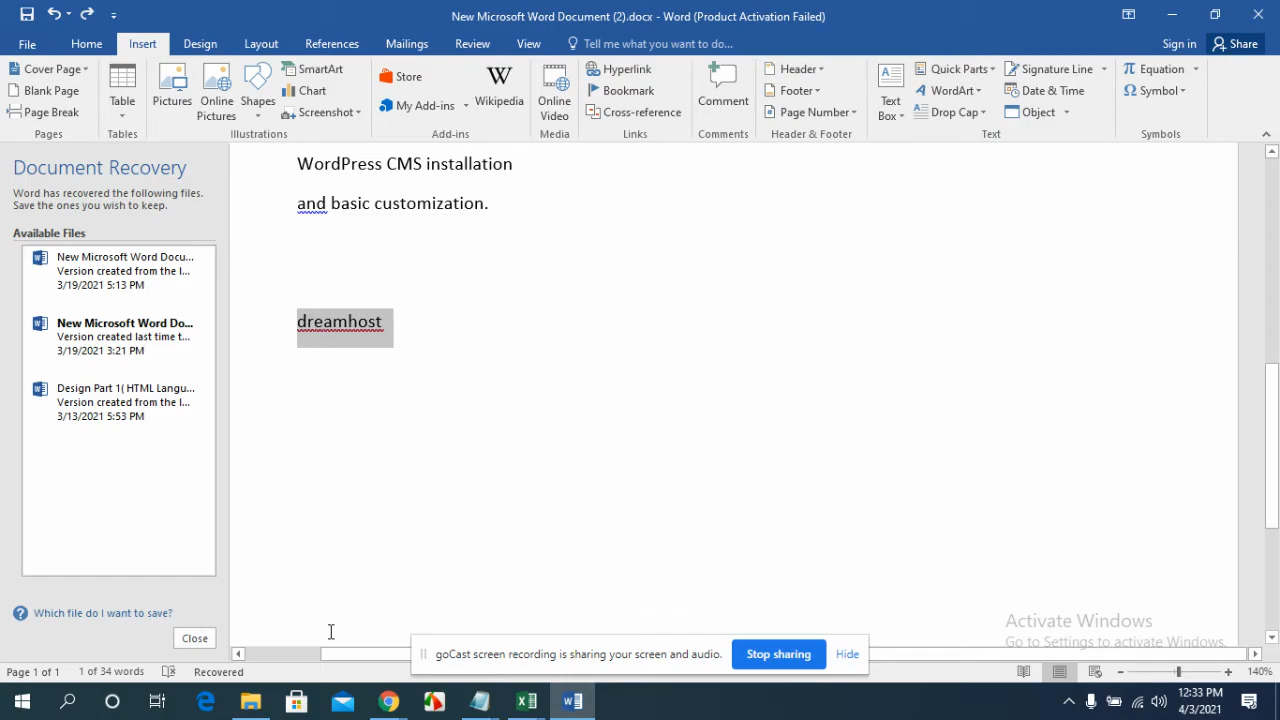 New Microsoft Word Document (2).docx - Word (Product Activation Failed)
File Home Insert Design Layout References Mailings Review View Tell me what you want to do... Sign in Share
Cover Page
Blank Page
Page Break
Pages
Table
Tables
Pictures
Online Pictures
Shapes
SmartArt
Chart
Screenshot
Illustrations
Store
My Add-ins
W
Wikipedia
Add-ins
Online Video
Media
Hyperlink
Bookmark
Cross-reference
Links
Comment
Comments
Header
Footer
Page Number
Header & Footer
Text Box
Quick Parts
WordArt
Drop Cap
Signature Line
Date & Time
Object
Text
Equation
Symbol
Symbols
Document Recovery
Word has recovered the following files.
Save the ones you wish to keep.
Available Files
New Microsoft Word Docu...
Version created from the l...
3/19/2021 5:13 PM
New Microsoft Word Do...
Version created last time t...
3/19/2021 3:21 PM
Design Part 1( HTML Langu...
Version created from the l...
3/13/2021 5:53 PM
Which file do I want to save?
Close
WordPress CMS installation
and basic customization.
dreamhost
Activate Windows
Go to Settings to activate Windows.
goCast screen recording is sharing your screen and audio. Stop sharing Hide
Page 1 of 1 1 of 34 words Recovered 140%
12:33 PM
4/3/2021